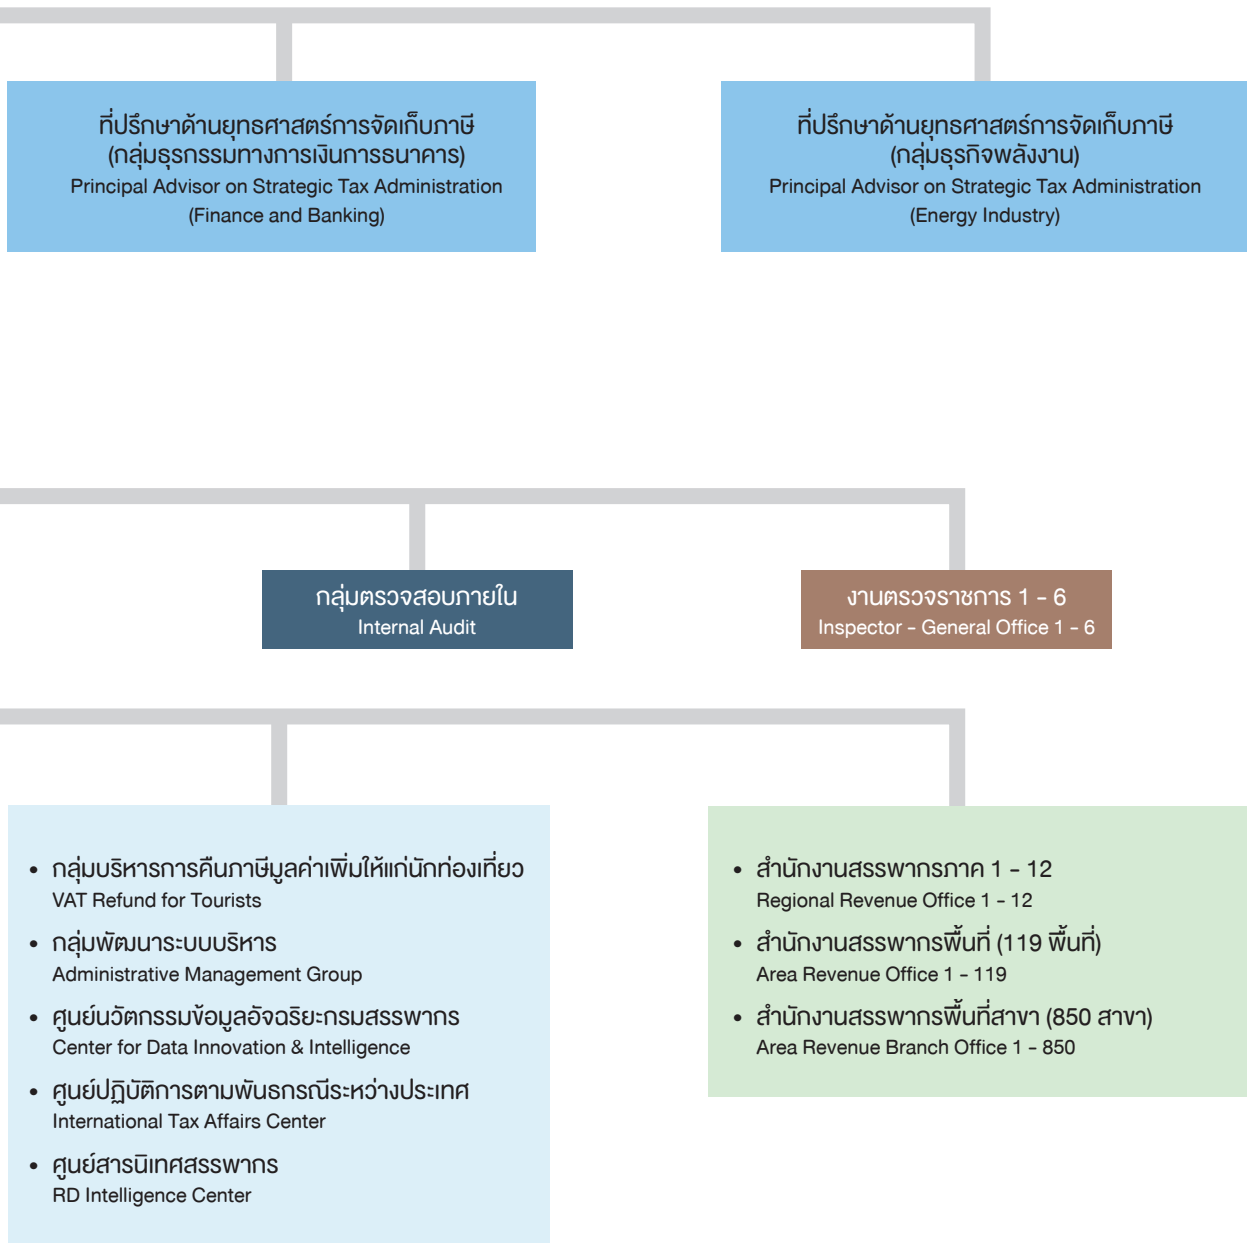 ที่ปรึกษาด้านยุทธศาสตร์การจัดเก็บภาษี
(กลุ่มธุรกรรมทางการเงินการธนาคาร)
Principal Advisor on Strategic Tax Administration
(Finance and Banking)
ที่ปรึกษาด้านยุทธศาสตร์การจัดเก็บภาษี
(กลุ่มธุรกิจพลังงาน)
Principal Advisor on Strategic Tax Administration
(Energy Industry)
กลุ่มตรวจสอบภายใน
Internal Audit
งานตรวจราชการ 1 - 6
Inspector - General Office 1 - 6
• กลุ่มบริหารการคืนภาษีมูลค่าเพิ่มให้แก่นักท่องเที่ยว
VAT Refund for Tourists
• กลุ่มพัฒนาระบบบริหาร
Administrative Management Group
• ศูนย์นวัตกรรมข้อมูลอัจฉริยะกรมสรรพากร
Center for Data Innovation & Intelligence
• ศูนย์ปฏิบัติการตามพันธกรณีระหว่างประเทศ
International Tax Affairs Center
• ศูนย์สารนิเทศสรรพากร
RD Intelligence Center
• สำนักงานสรรพากรภาค 1 - 12
Regional Revenue Office 1 - 12
• สำนักงานสรรพากรพื้นที่ (119 พื้นที่)
Area Revenue Office 1 - 119
• สำนักงานสรรพากรพื้นที่สาขา (850 สาขา)
Area Revenue Branch Office 1 - 850